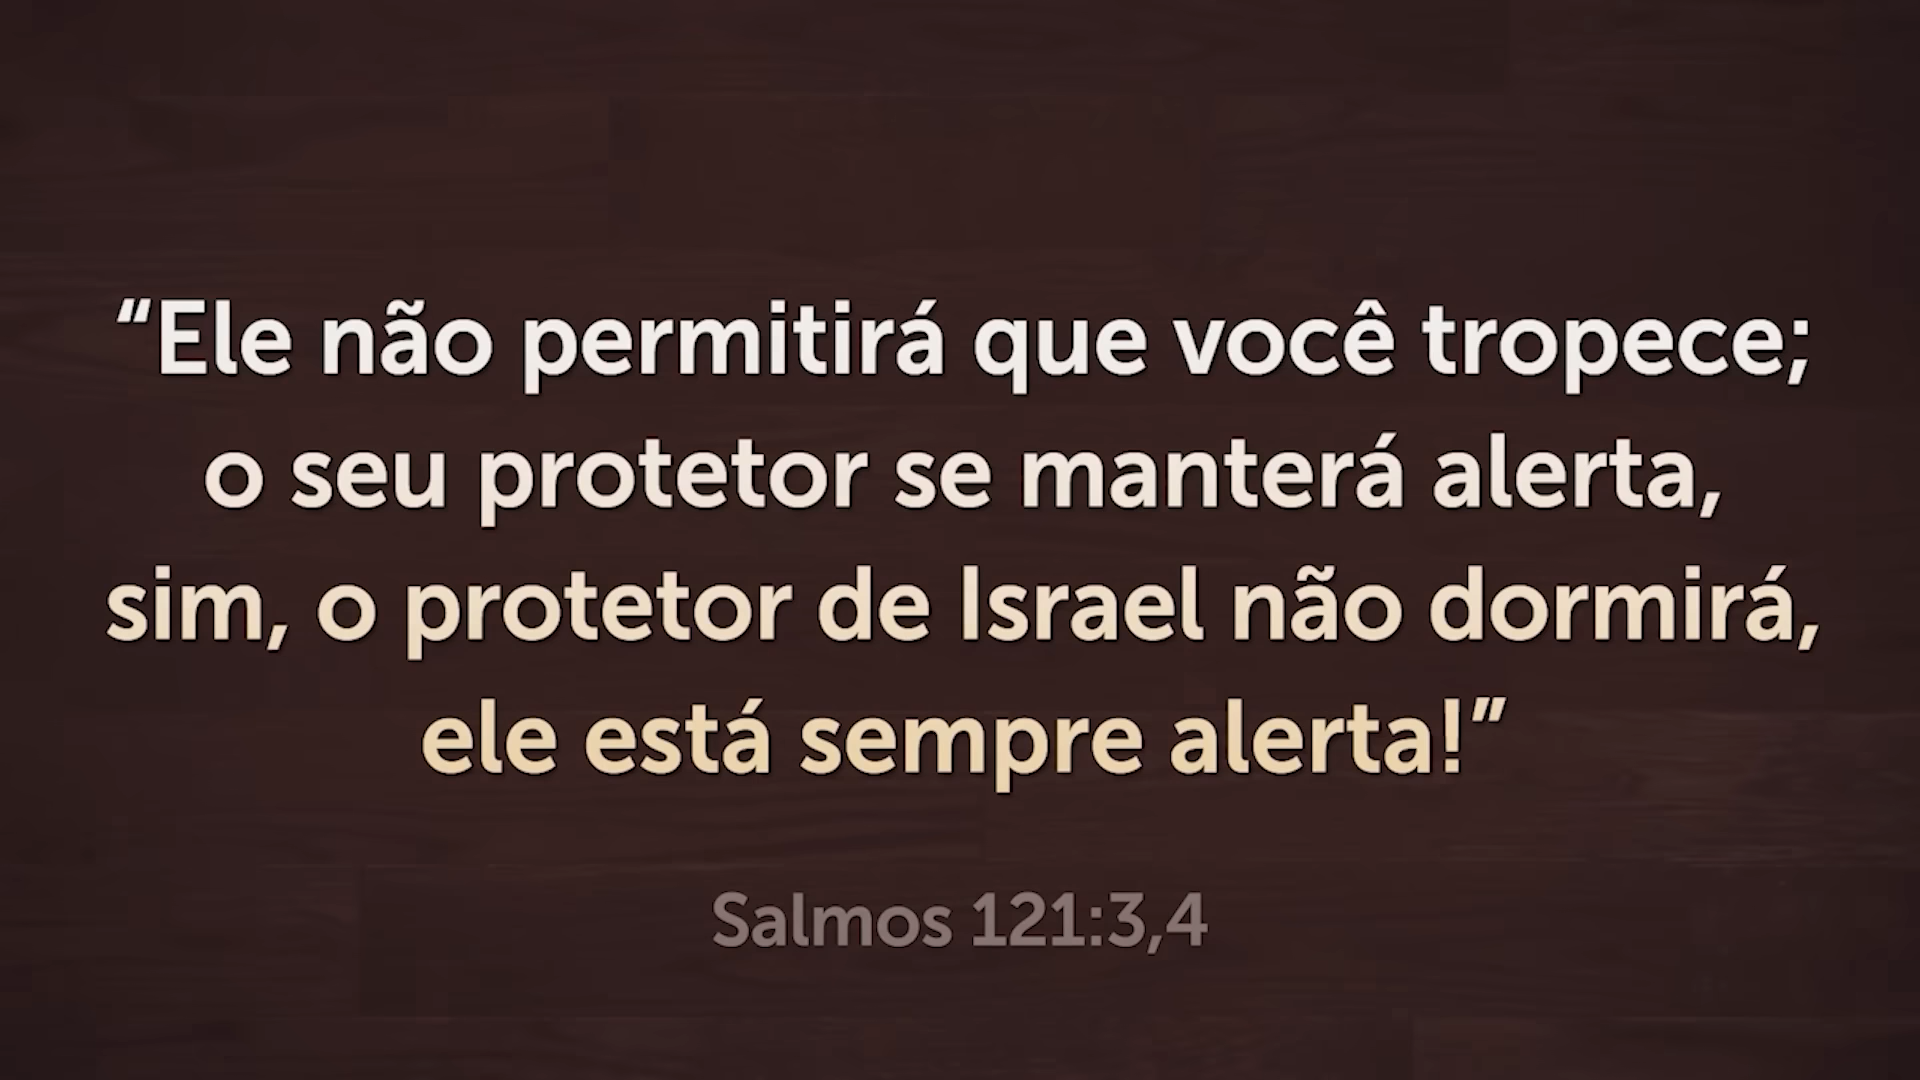 “Ele não permitirá que você tropece;
o seu protetor se manterá alerta,
sim, o protetor de Israel não dormirá,
ele está sempre alerta!”
Salmos 121:3,4